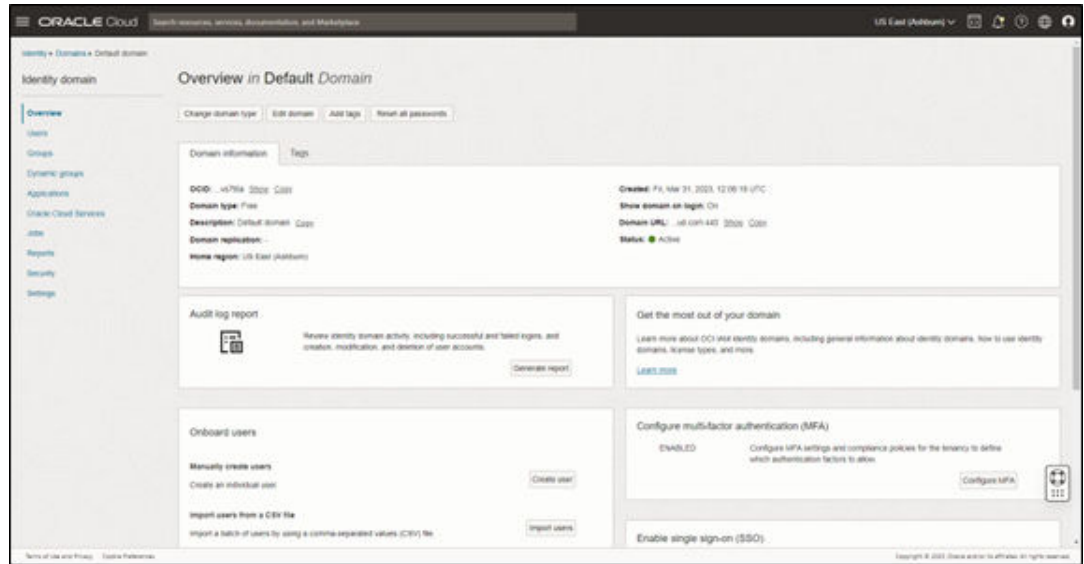 ORACLE Cloud
Search resources, services, documentation, and Marketplace
US East (Ashburn)
Identity » Domains » Default domain
Identity domain
Overview
Users
Groups
Dynamic groups
Applications
Oracle Cloud Services
Jobs
Reports
Security
Settings
Overview in Default Domain
Change domain type
Edit domain
Add tags
Reset all passwords
Domain information
Tags
OCID: Show Copy
Domain type: Free
Description: Default domain Copy
Domain replication: -
Home region: US East (Ashburn)
Created: Fri, Mar 31, 2023, UTC
Show domain on login: On
Domain URL: Show Copy
Status: Active
Audit log report
Review identity domain activity, including successful and failed logins, and
creation, modification, and deletion of user accounts.
Generate report
Get the most out of your domain
Learn more about OCI IAM identity domains, including general information about identity domains, how to use identity
domains, license types, and more.
Learn more
Onboard users
Manually create users
Create an individual user.
Create user
Import users from a CSV file
Import a batch of users by using a comma-separated values (CSV) file.
Import users
Configure multi-factor authentication (MFA)
ENABLED
Configure MFA settings and compliance policies for the tenancy to define
which authentication factors to allow.
Configure MFA
Enable single sign-on (SSO)
Terms of Use and Privacy
Cookie Preferences
Copyright © 2023, Oracle and/or its affiliates. All rights reserved.